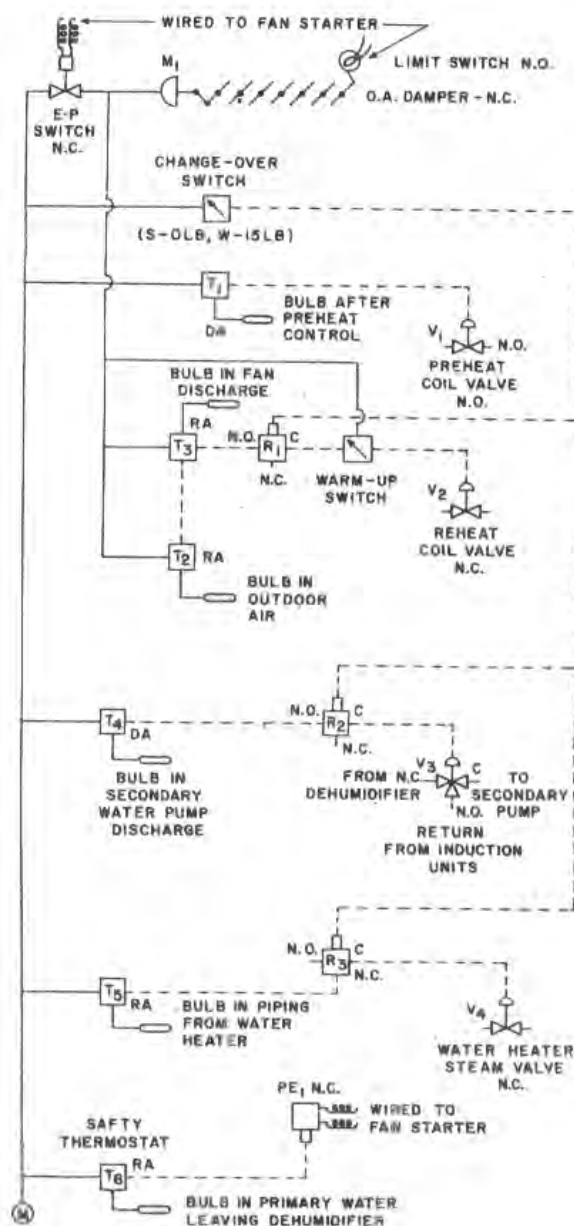 WIRED TO FAN STARTER
M1
LIMIT SWITCH N.O.
O.A. DAMPER - N.C.
E-P
SWITCH
N.C.
CHANGE-OVER
SWITCH
(S-0LB, W-15LB)
T1
DA
BULB AFTER
PREHEAT
CONTROL
V1
N.O.
PREHEAT
COIL VALVE
N.O.
BULB IN FAN
DISCHARGE
RA
T3
N.O.
R1
C
N.C.
WARM-UP
SWITCH
V2
REHEAT
COIL VALVE
N.C.
T2
RA
BULB IN
OUTDOOR
AIR
T4
DA
N.O.
R2
C
N.C.
BULB IN
SECONDARY
WATER PUMP
DISCHARGE
V3
FROM N.C.
DEHUMIDIFIER
C
TO
SECONDARY
PUMP
N.O.
RETURN
FROM INDUCTION
UNITS
N.O.
R3
C
N.C.
T5
RA
BULB IN PIPING
FROM WATER
HEATER
V4
WATER HEATER
STEAM VALVE
N.C.
PE1 N.C.
WIRED TO
FAN STARTER
SAFTY
THERMOSTAT
T6
RA
BULB IN PRIMARY WATER
LEAVING DEHUMIDIFIER
M